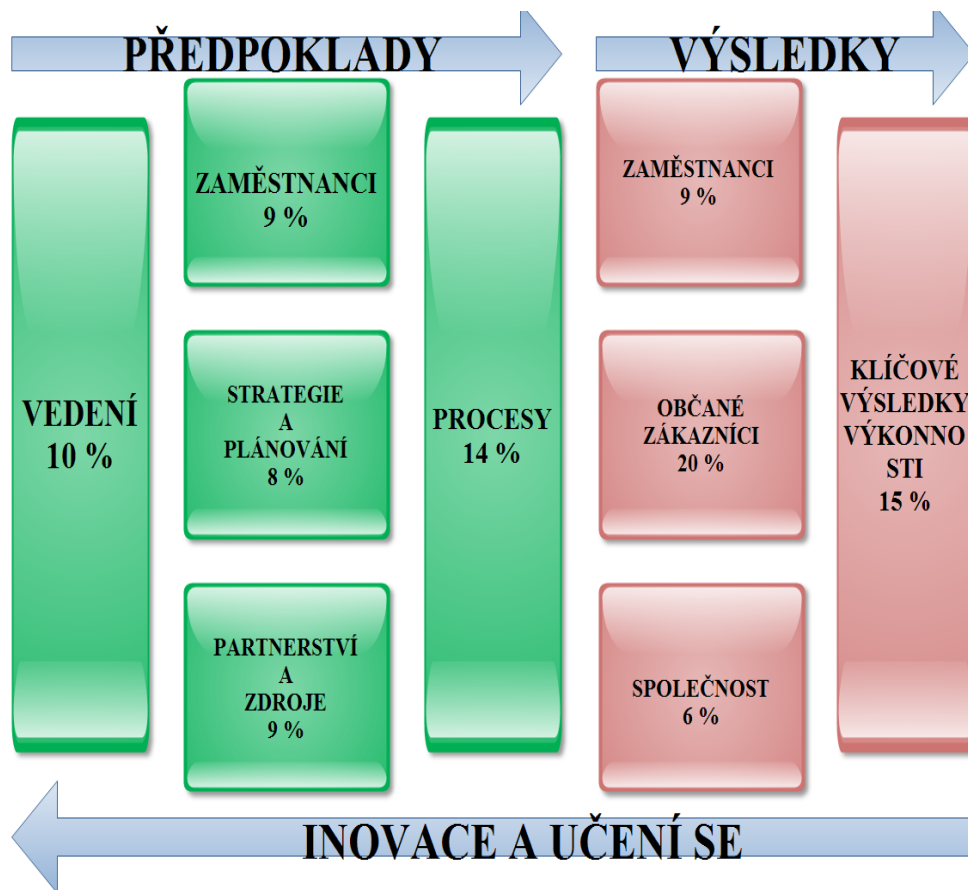 PŘEDPOKLADY
VÝSLEDKY
VEDENÍ
10 %
ZAMĚSTNANCI
9 %
STRATEGIE
A
PLÁNOVÁNÍ
8 %
PARTNERSTVÍ
A
ZDROJE
9 %
PROCESY
14 %
ZAMĚSTNANCI
9 %
OBČANÉ
ZÁKAZNÍCI
20 %
SPOLEČNOST
6 %
KLÍČOVÉ
VÝSLEDKY
VÝKONNO
STI
15 %
INOVACE A UČENÍ SE